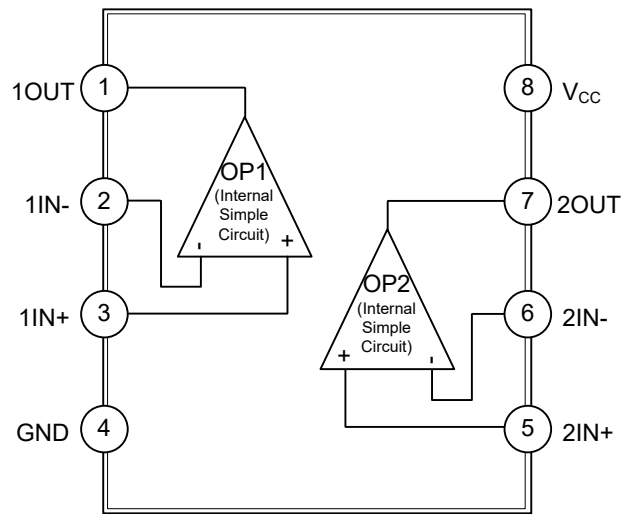 1OUT 1
8 VCC
OP1
(Internal
Simple
Circuit)
- +
1IN- 2
7 2OUT
OP2
(Internal
Simple
Circuit)
+ -
1IN+ 3
6 2IN-
GND 4
5 2IN+